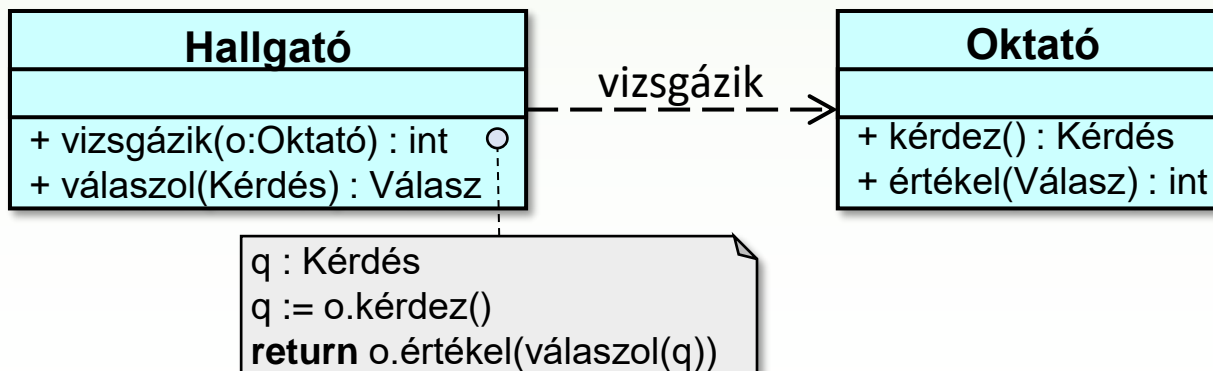 Hallgató
+ vizsgázik(o:Oktató) : int
+ válaszol(Kérdés) : Válasz
vizsgázik
Oktató
+ kérdez() : Kérdés
+ értékel(Válasz) : int
q : Kérdés
q := o.kérdez()
return o.értékel(válaszol(q))